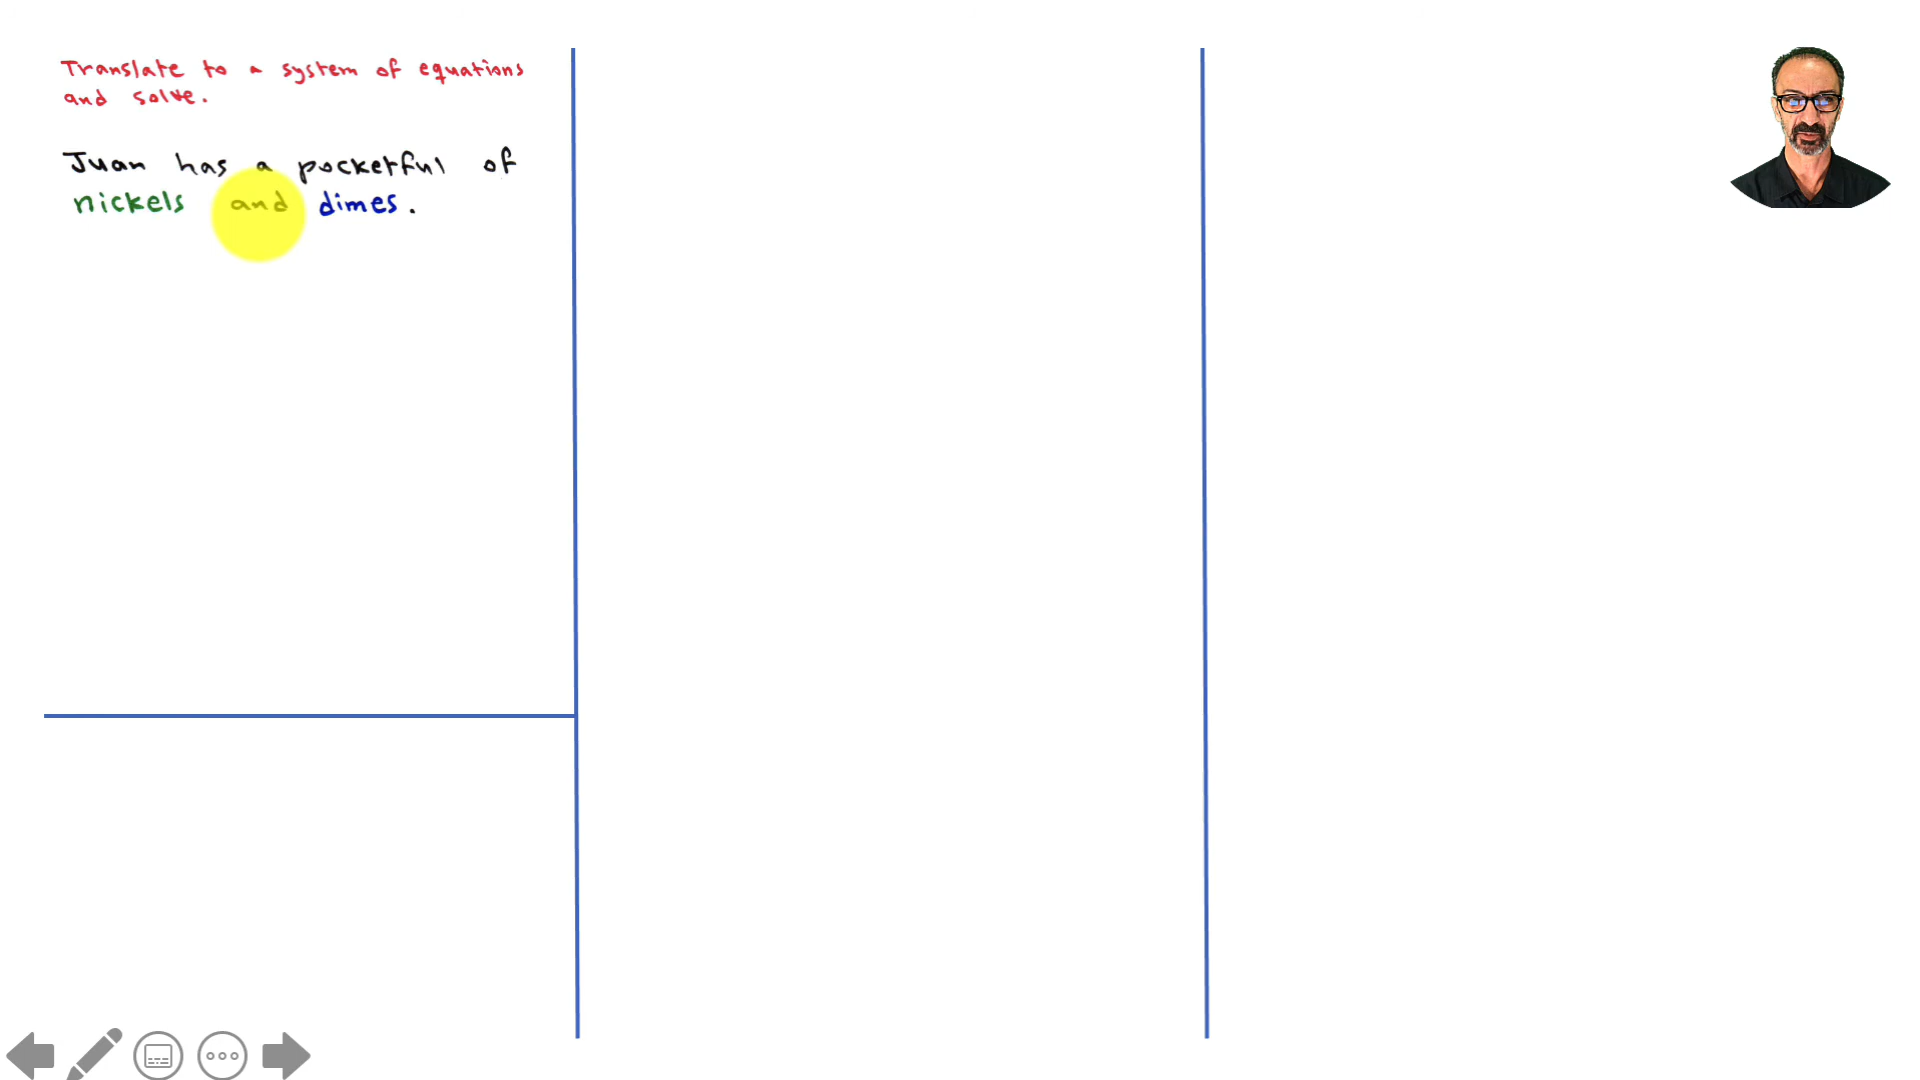 Translate to a system of equations
and solve.
Juan has a pocketful of
nickels and dimes.